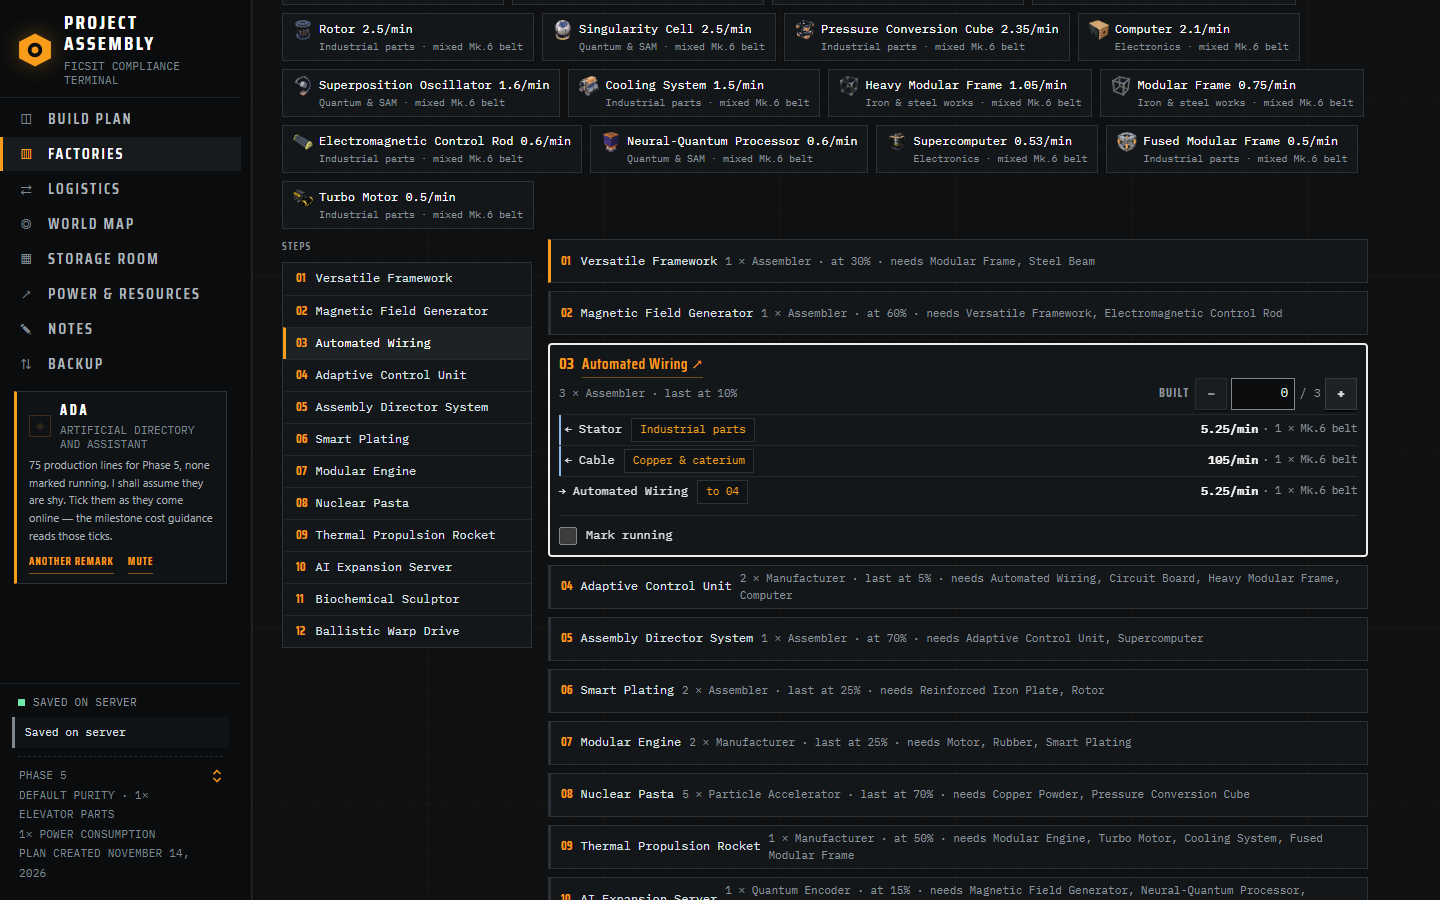 PROJECT
ASSEMBLY
FICSIT COMPLIANCE
TERMINAL
BUILD PLAN
FACTORIES
LOGISTICS
WORLD MAP
STORAGE ROOM
POWER & RESOURCES
NOTES
BACKUP
ADA
ARTIFICIAL DIRECTORY
AND ASSISTANT
75 production lines for Phase 5, none
marked running. I shall assume they
are shy. Tick them as they come
online — the milestone cost guidance
reads those ticks.
ANOTHER REMARK MUTE
SAVED ON SERVER
Saved on server
PHASE 5
DEFAULT PURITY · 1×
ELEVATOR PARTS
1× POWER CONSUMPTION
PLAN CREATED NOVEMBER 14,
2026
Rotor 2.5/min
Industrial parts · mixed Mk.6 belt
Singularity Cell 2.5/min
Quantum & SAM · mixed Mk.6 belt
Pressure Conversion Cube 2.35/min
Industrial parts · mixed Mk.6 belt
Computer 2.1/min
Electronics · mixed Mk.6 belt
Superposition Oscillator 1.6/min
Quantum & SAM · mixed Mk.6 belt
Cooling System 1.5/min
Industrial parts · mixed Mk.6 belt
Heavy Modular Frame 1.05/min
Iron & steel works · mixed Mk.6 belt
Modular Frame 0.75/min
Iron & steel works · mixed Mk.6 belt
Electromagnetic Control Rod 0.6/min
Industrial parts · mixed Mk.6 belt
Neural-Quantum Processor 0.6/min
Quantum & SAM · mixed Mk.6 belt
Supercomputer 0.53/min
Electronics · mixed Mk.6 belt
Fused Modular Frame 0.5/min
Industrial parts · mixed Mk.6 belt
Turbo Motor 0.5/min
Industrial parts · mixed Mk.6 belt
STEPS
01 Versatile Framework
02 Magnetic Field Generator
03 Automated Wiring
04 Adaptive Control Unit
05 Assembly Director System
06 Smart Plating
07 Modular Engine
08 Nuclear Pasta
09 Thermal Propulsion Rocket
10 AI Expansion Server
11 Biochemical Sculptor
12 Ballistic Warp Drive
01 Versatile Framework 1 × Assembler · at 30% · needs Modular Frame, Steel Beam
02 Magnetic Field Generator 1 × Assembler · at 60% · needs Versatile Framework, Electromagnetic Control Rod
03 Automated Wiring ↗
3 × Assembler · last at 10% BUILT − 0 / 3 +
← Stator Industrial parts 5.25/min · 1 × Mk.6 belt
← Cable Copper & caterium 105/min · 1 × Mk.6 belt
→ Automated Wiring to 04 5.25/min · 1 × Mk.6 belt
Mark running
04 Adaptive Control Unit 2 × Manufacturer · last at 5% · needs Automated Wiring, Circuit Board, Heavy Modular Frame,
Computer
05 Assembly Director System 1 × Assembler · at 70% · needs Adaptive Control Unit, Supercomputer
06 Smart Plating 2 × Assembler · last at 25% · needs Reinforced Iron Plate, Rotor
07 Modular Engine 2 × Manufacturer · last at 25% · needs Motor, Rubber, Smart Plating
08 Nuclear Pasta 5 × Particle Accelerator · last at 70% · needs Copper Powder, Pressure Conversion Cube
09 Thermal Propulsion Rocket 1 × Manufacturer · at 50% · needs Modular Engine, Turbo Motor, Cooling System, Fused
Modular Frame
10 AI Expansion Server 1 × Quantum Encoder · at 15% · needs Magnetic Field Generator, Neural-Quantum Processor,